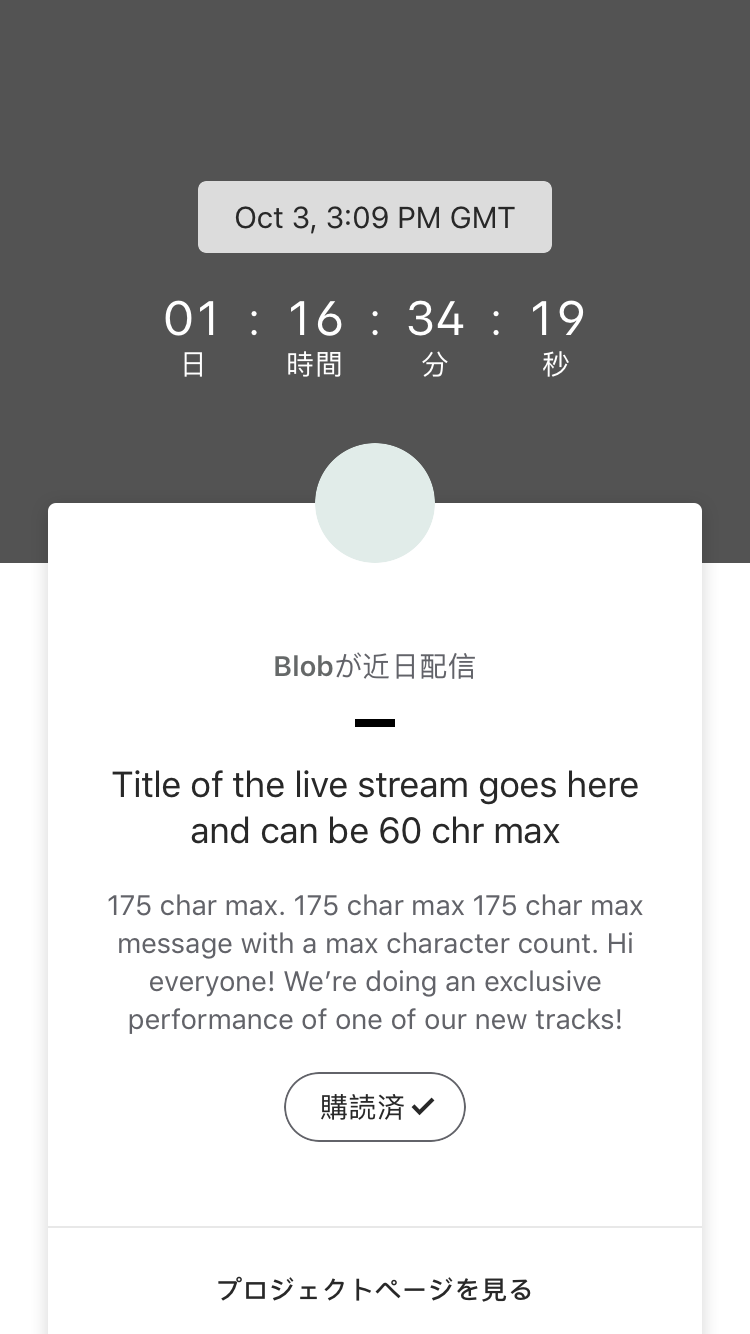 Oct 3, 3:09 PM GMT
01 : 16 : 34 : 19
日 時間 分 秒
Blobが近日配信
Title of the live stream goes here
and can be 60 chr max
175 char max. 175 char max 175 char max
message with a max character count. Hi
everyone! We’re doing an exclusive
performance of one of our new tracks!
購読済✔
プロジェクトページを見る